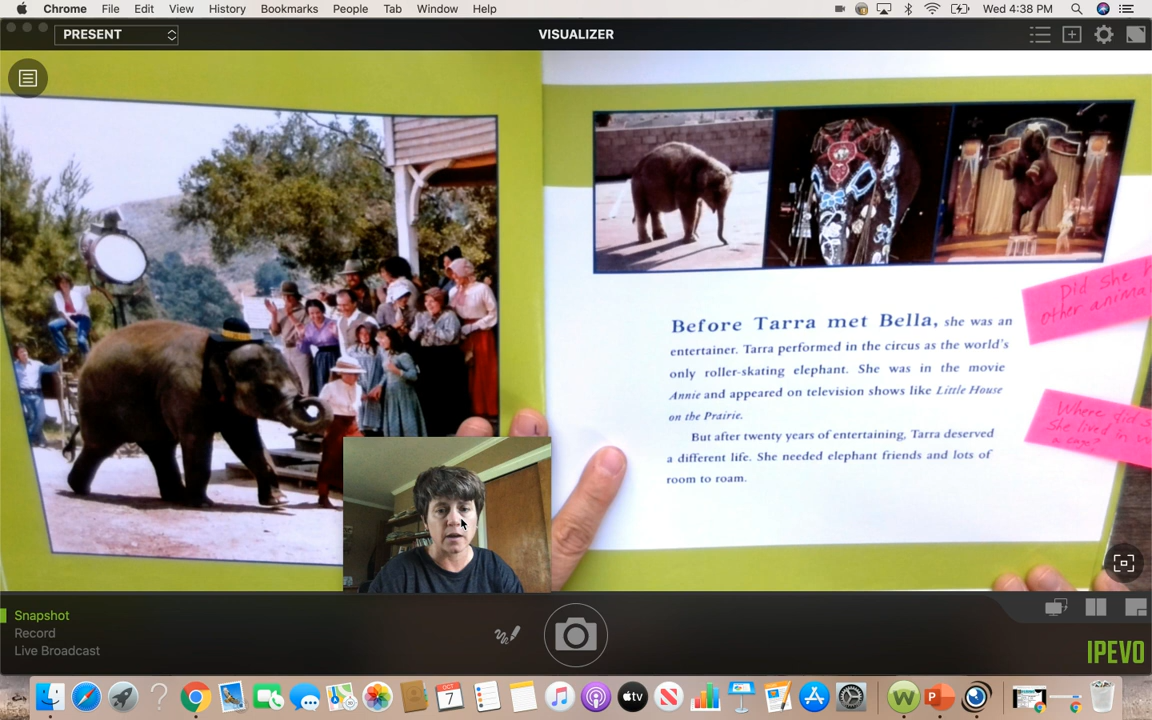 Chrome File Edit View History Bookmarks People Tab Window Help Wed 4:38 PM
PRESENT VISUALIZER
Before Tarra met Bella, she was an
entertainer. Tarra performed in the circus as the world's
only roller-skating elephant. She was in the movie
Annie and appeared on television shows like Little House
on the Prairie.
But after twenty years of entertaining, Tarra deserved
a different life. She needed elephant friends and lots of
room to roam.
Did she
other
Where did
she lived in
a cage?
Snapshot
Record
Live Broadcast
IPEVO
OCT
7
tv